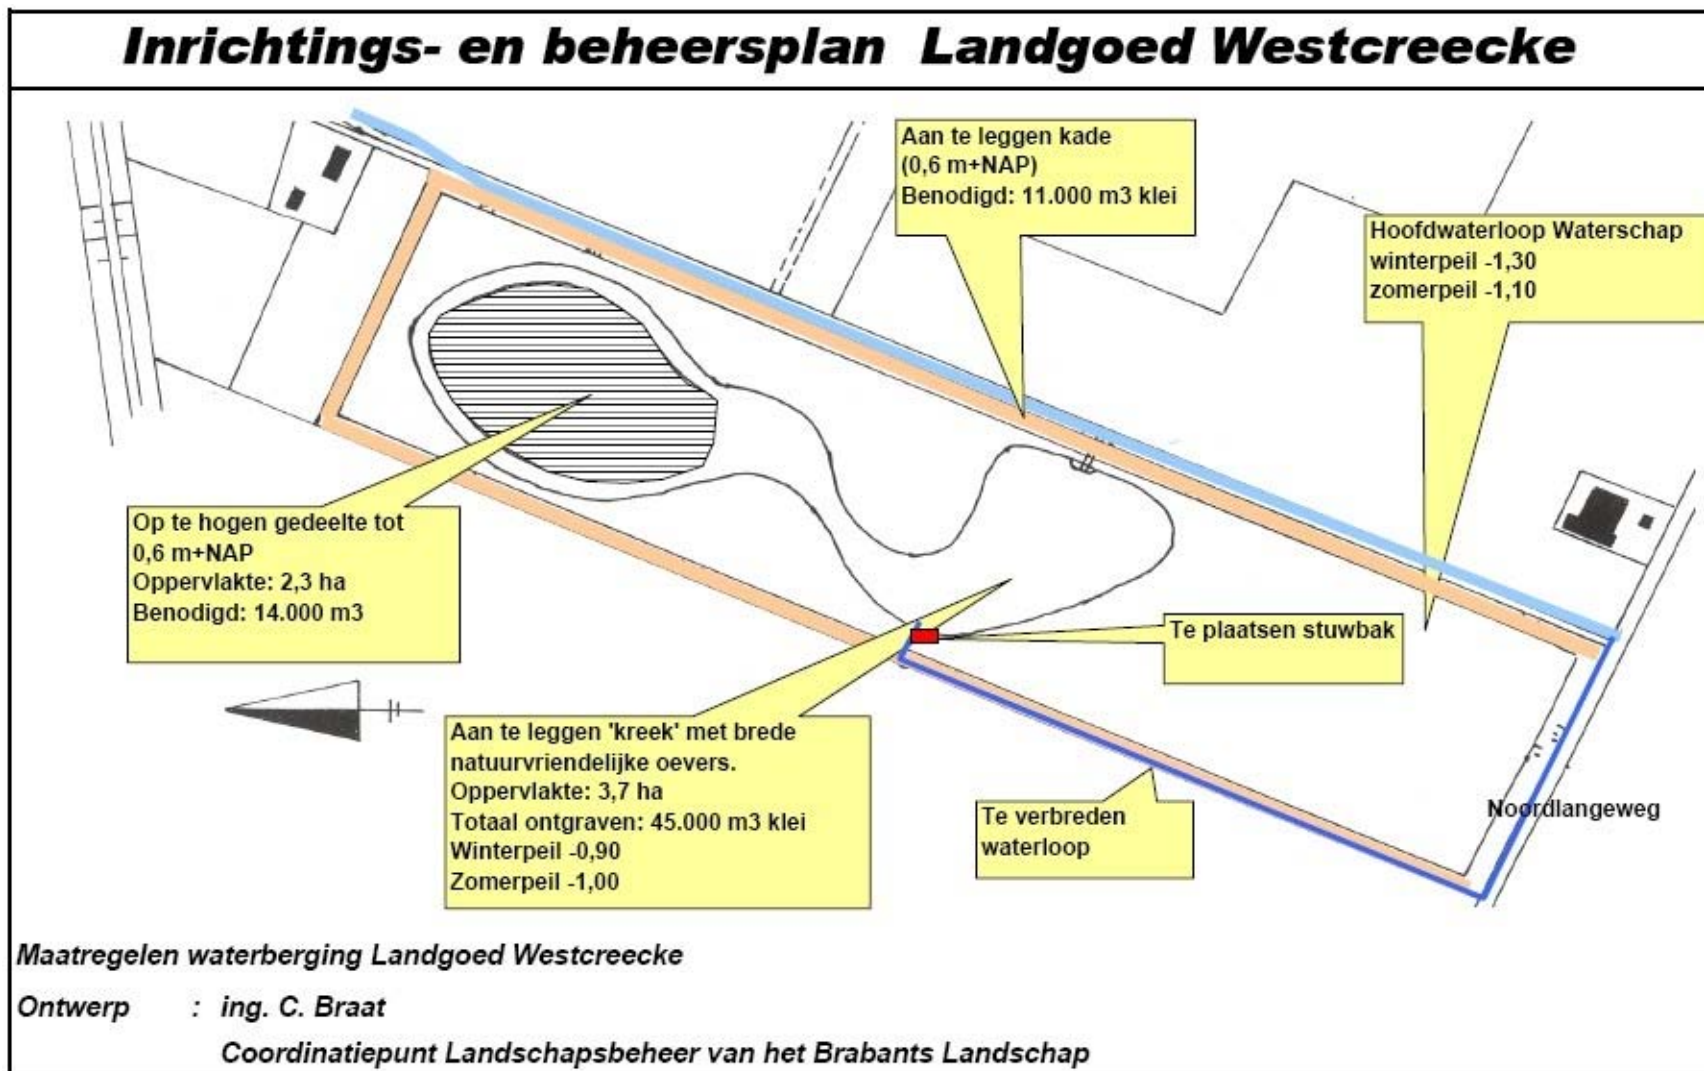 Inrichtings- en beheersplan Landgoed Westcreecke
Aan te leggen kade
(0,6 m+NAP)
Benodigd: 11.000 m3 klei
Hoofdwaterloop Waterschap
winterpeil -1,30
zomerpeil -1,10
Op te hogen gedeelte tot
0,6 m+NAP
Oppervlakte: 2,3 ha
Benodigd: 14.000 m3
Te plaatsen stuwbak
Aan te leggen 'kreek' met brede
natuurvriendelijke oevers.
Oppervlakte: 3,7 ha
Totaal ontgraven: 45.000 m3 klei
Winterpeil -0,90
Zomerpeil -1,00
Te verbreden
waterloop
Noordlangeweg
Maatregelen waterberging Landgoed Westcreecke
Ontwerp : ing. C. Braat
Coordinatiepunt Landschapsbeheer van het Brabants Landschap